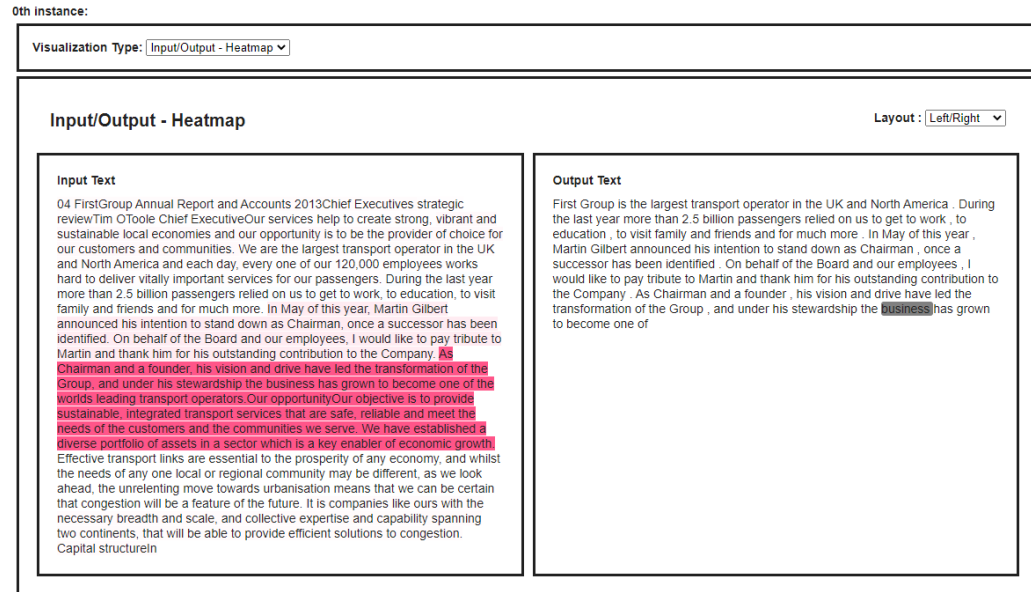 0th instance:
Visualization Type: Input/Output - Heatmap
Input/Output - Heatmap
Layout : Left/Right
Input Text
04 FirstGroup Annual Report and Accounts 2013Chief Executives strategic
reviewTim OToole Chief ExecutiveOur services help to create strong, vibrant and
sustainable local economies and our opportunity is to be the provider of choice for
our customers and communities. We are the largest transport operator in the UK
and North America and each day, every one of our 120,000 employees works
hard to deliver vitally important services for our passengers. During the last year
more than 2.5 billion passengers relied on us to get to work, to education, to visit
family and friends and for much more. In May of this year, Martin Gilbert
announced his intention to stand down as Chairman, once a successor has been
identified. On behalf of the Board and our employees, I would like to pay tribute to
Martin and thank him for his outstanding contribution to the Company. As
Chairman and a founder, his vision and drive have led the transformation of the
Group, and under his stewardship the business has grown to become one of the
worlds leading transport operators.Our opportunityOur objective is to provide
sustainable, integrated transport services that are safe, reliable and meet the
needs of the customers and the communities we serve. We have established a
diverse portfolio of assets in a sector which is a key enabler of economic growth.
Effective transport links are essential to the prosperity of any economy, and whilst
the needs of any one local or regional community may be different, as we look
ahead, the unrelenting move towards urbanisation means that we can be certain
that congestion will be a feature of the future. It is companies like ours with the
necessary breadth and scale, and collective expertise and capability spanning
two continents, that will be able to provide efficient solutions to congestion.
Capital structureIn
Output Text
First Group is the largest transport operator in the UK and North America . During
the last year more than 2.5 billion passengers relied on us to get to work , to
education , to visit family and friends and for much more . In May of this year ,
Martin Gilbert announced his intention to stand down as Chairman , once a
successor has been identified . On behalf of the Board and our employees , I
would like to pay tribute to Martin and thank him for his outstanding contribution to
the Company . As Chairman and a founder , his vision and drive have led the
transformation of the Group , and under his stewardship the business has grown
to become one of